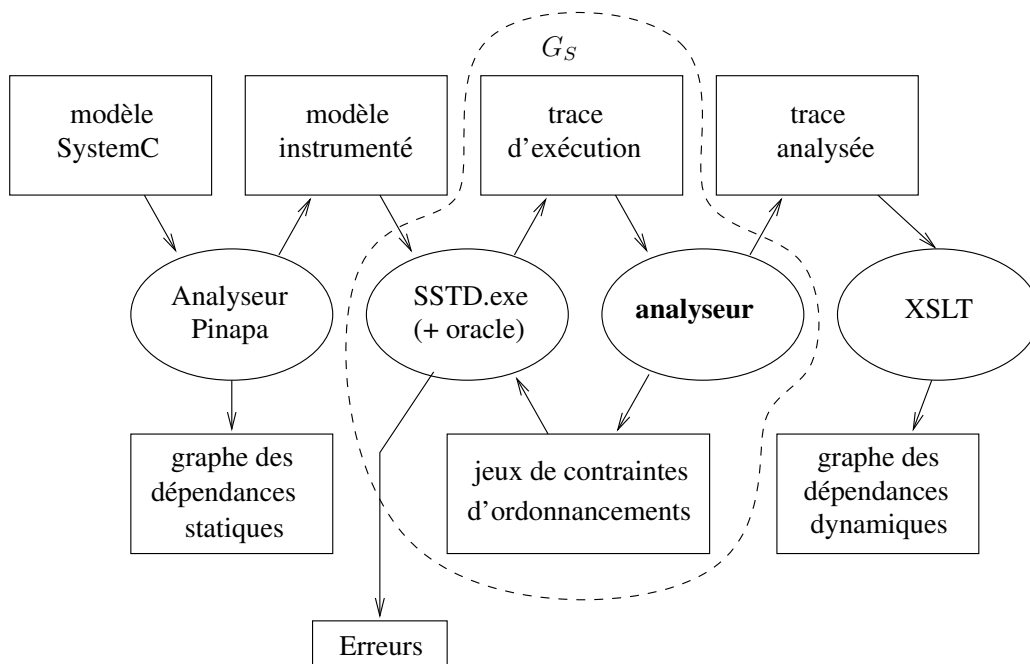 G_S
modèle
SystemC
modèle
instrumenté
trace
d'exécution
trace
analysée
Analyseur
Pinapa
SSTD.exe
(+ oracle)
analyseur
XSLT
graphe des
dépendances
statiques
jeux de contraintes
d'ordonnancements
graphe des
dépendances
dynamiques
Erreurs